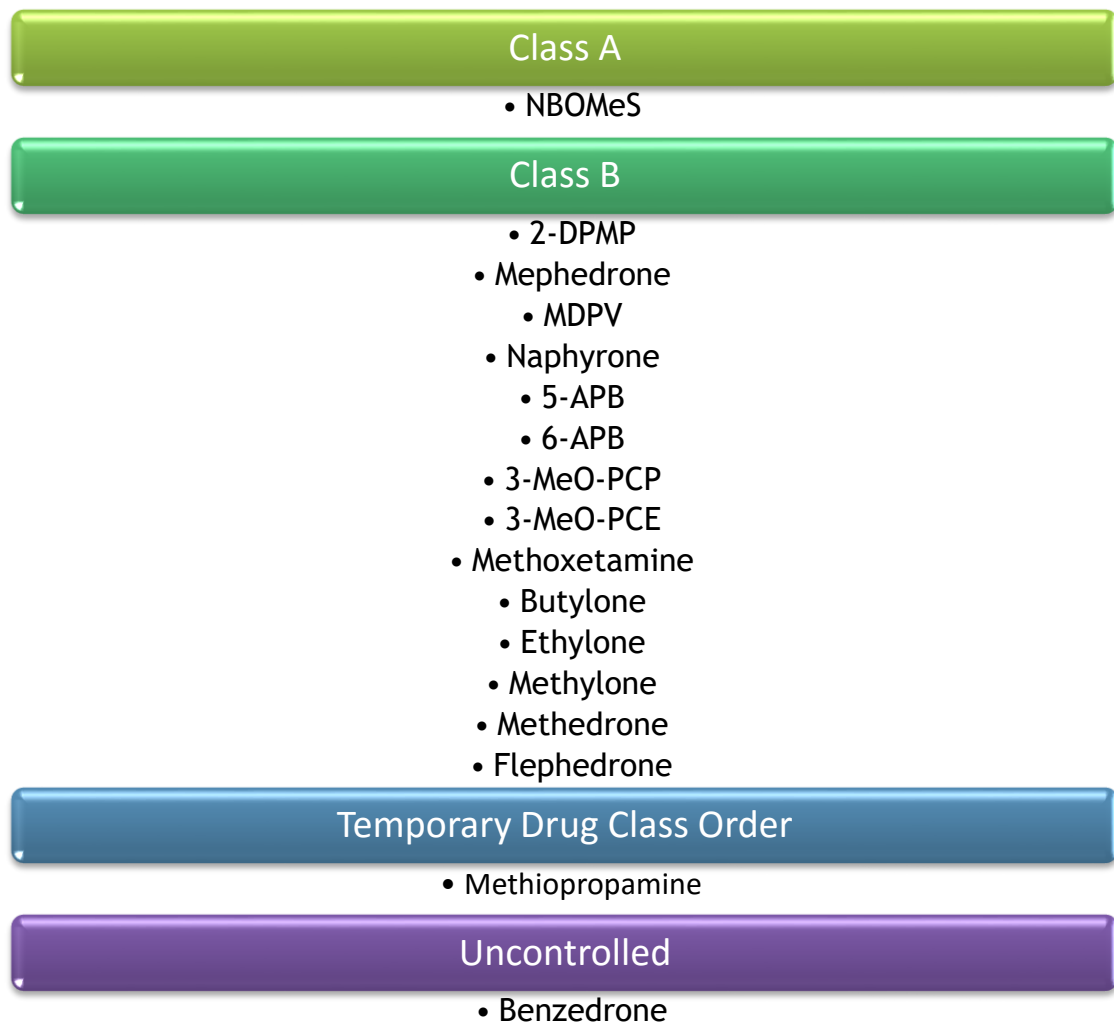 Class A
• NBOMeS
Class B
• 2-DPMP
• Mephedrone
• MDPV
• Naphyrone
• 5-APB
• 6-APB
• 3-MeO-PCP
• 3-MeO-PCE
• Methoxetamine
• Butylone
• Ethylone
• Methylone
• Methedrone
• Flephedrone
Temporary Drug Class Order
• Methiopropamine
Uncontrolled
• Benzedrone